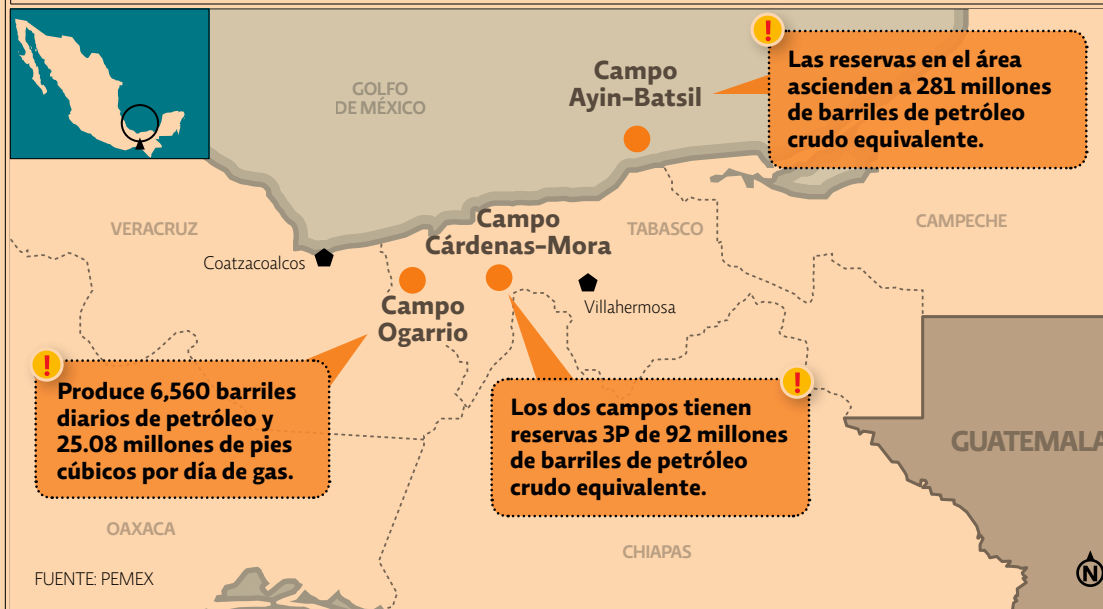 GOLFO
DE MÉXICO
Campo
Ayin-Batsil
!
Las reservas en el área
ascienden a 281 millones
de barriles de petróleo
crudo equivalente.
VERACRUZ
Coatzacoalcos
Campo
Cárdenas-Mora
TABASCO
CAMPECHE
Villahermosa
Campo
Ogarrio
!
Produce 6,560 barriles
diarios de petróleo y
25.08 millones de pies
cúbicos por día de gas.
!
Los dos campos tienen
reservas 3P de 92 millones
de barriles de petróleo
crudo equivalente.
GUATEMALA
OAXACA
CHIAPAS
FUENTE: PEMEX
N